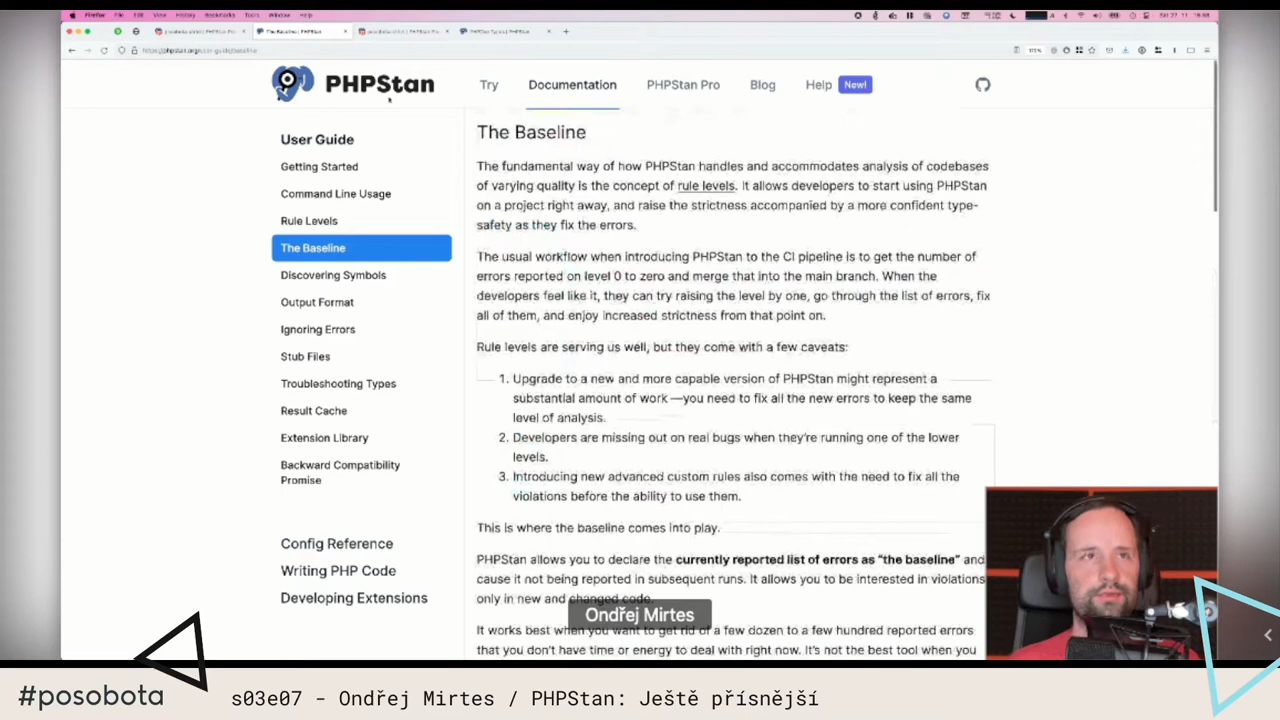 Firefox File Edit View History Bookmarks Tools Window Help
The Baseline | PHPStan
PHPStan
Try Documentation PHPStan Pro Blog Help New!
User Guide
Getting Started
Command Line Usage
Rule Levels
The Baseline
Discovering Symbols
Output Format
Ignoring Errors
Stub Files
Troubleshooting Types
Result Cache
Extension Library
Backward Compatibility
Promise
Config Reference
Writing PHP Code
Developing Extensions
The Baseline
The fundamental way of how PHPStan handles and accommodates analysis of codebases
of varying quality is the concept of rule levels. It allows developers to start using PHPStan
on a project right away, and raise the strictness accompanied by a more confident type-
safety as they fix the errors.
The usual workflow when introducing PHPStan to the CI pipeline is to get the number of
errors reported on level 0 to zero and merge that into the main branch. When the
developers feel like it, they can try raising the level by one, go through the list of errors, fix
all of them, and enjoy increased strictness from that point on.
Rule levels are serving us well, but they come with a few caveats:
1. Upgrade to a new and more capable version of PHPStan might represent a
substantial amount of work —you need to fix all the new errors to keep the same
level of analysis.
2. Developers are missing out on real bugs when they're running one of the lower
levels.
3. Introducing new advanced custom rules also comes with the need to fix all the
violations before the ability to use them.
This is where the baseline comes into play.
PHPStan allows you to declare the currently reported list of errors as “the baseline” and
cause it not being reported in subsequent runs. It allows you to be interested in violations
only in new and changed code.
It works best when you want to get rid of a few dozen to a few hundred reported errors
that you don't have time or energy to deal with right now. It's not the best tool when you
Ondřej Mirtes
#posobota
s03e07 - Ondřej Mirtes / PHPStan: Ještě přísnější